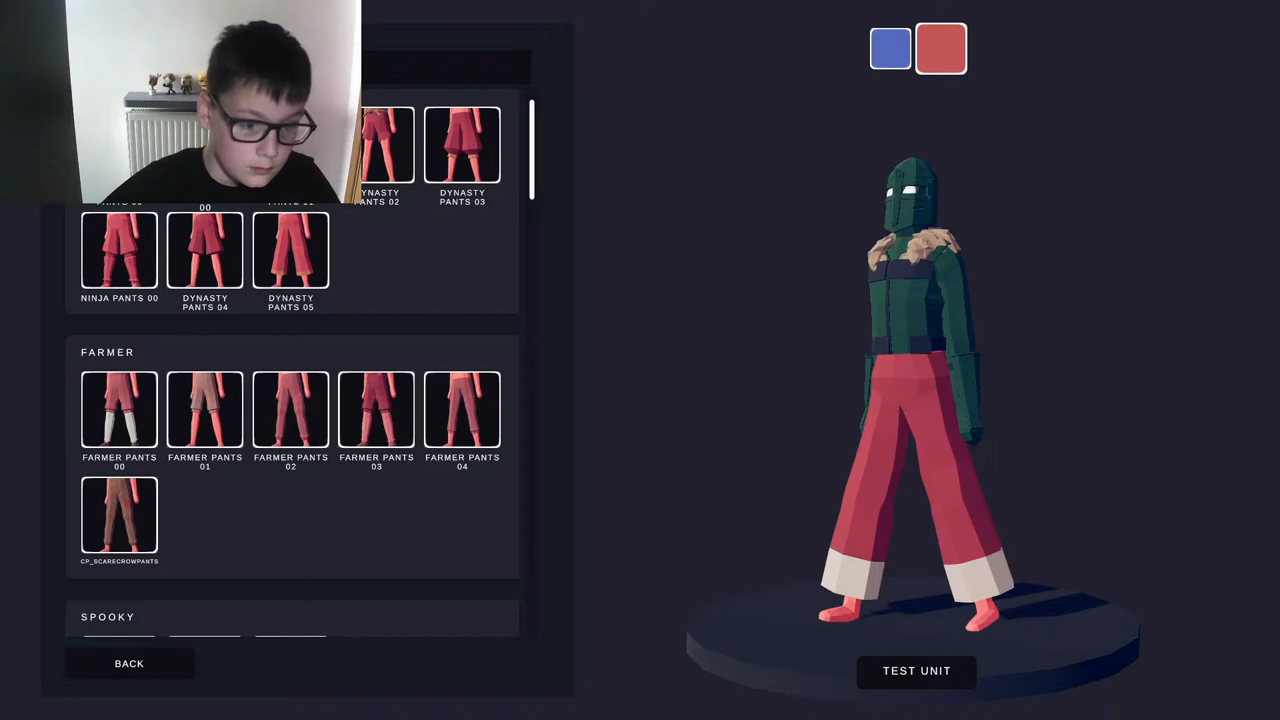 DYNASTY
PANTS 02
DYNASTY
PANTS 03
00
NINJA PANTS 00
DYNASTY
PANTS 04
DYNASTY
PANTS 05
FARMER
FARMER PANTS
00
FARMER PANTS
01
FARMER PANTS
02
FARMER PANTS
03
FARMER PANTS
04
CP_SCARECROWPANTS
SPOOKY
BACK
TEST UNIT